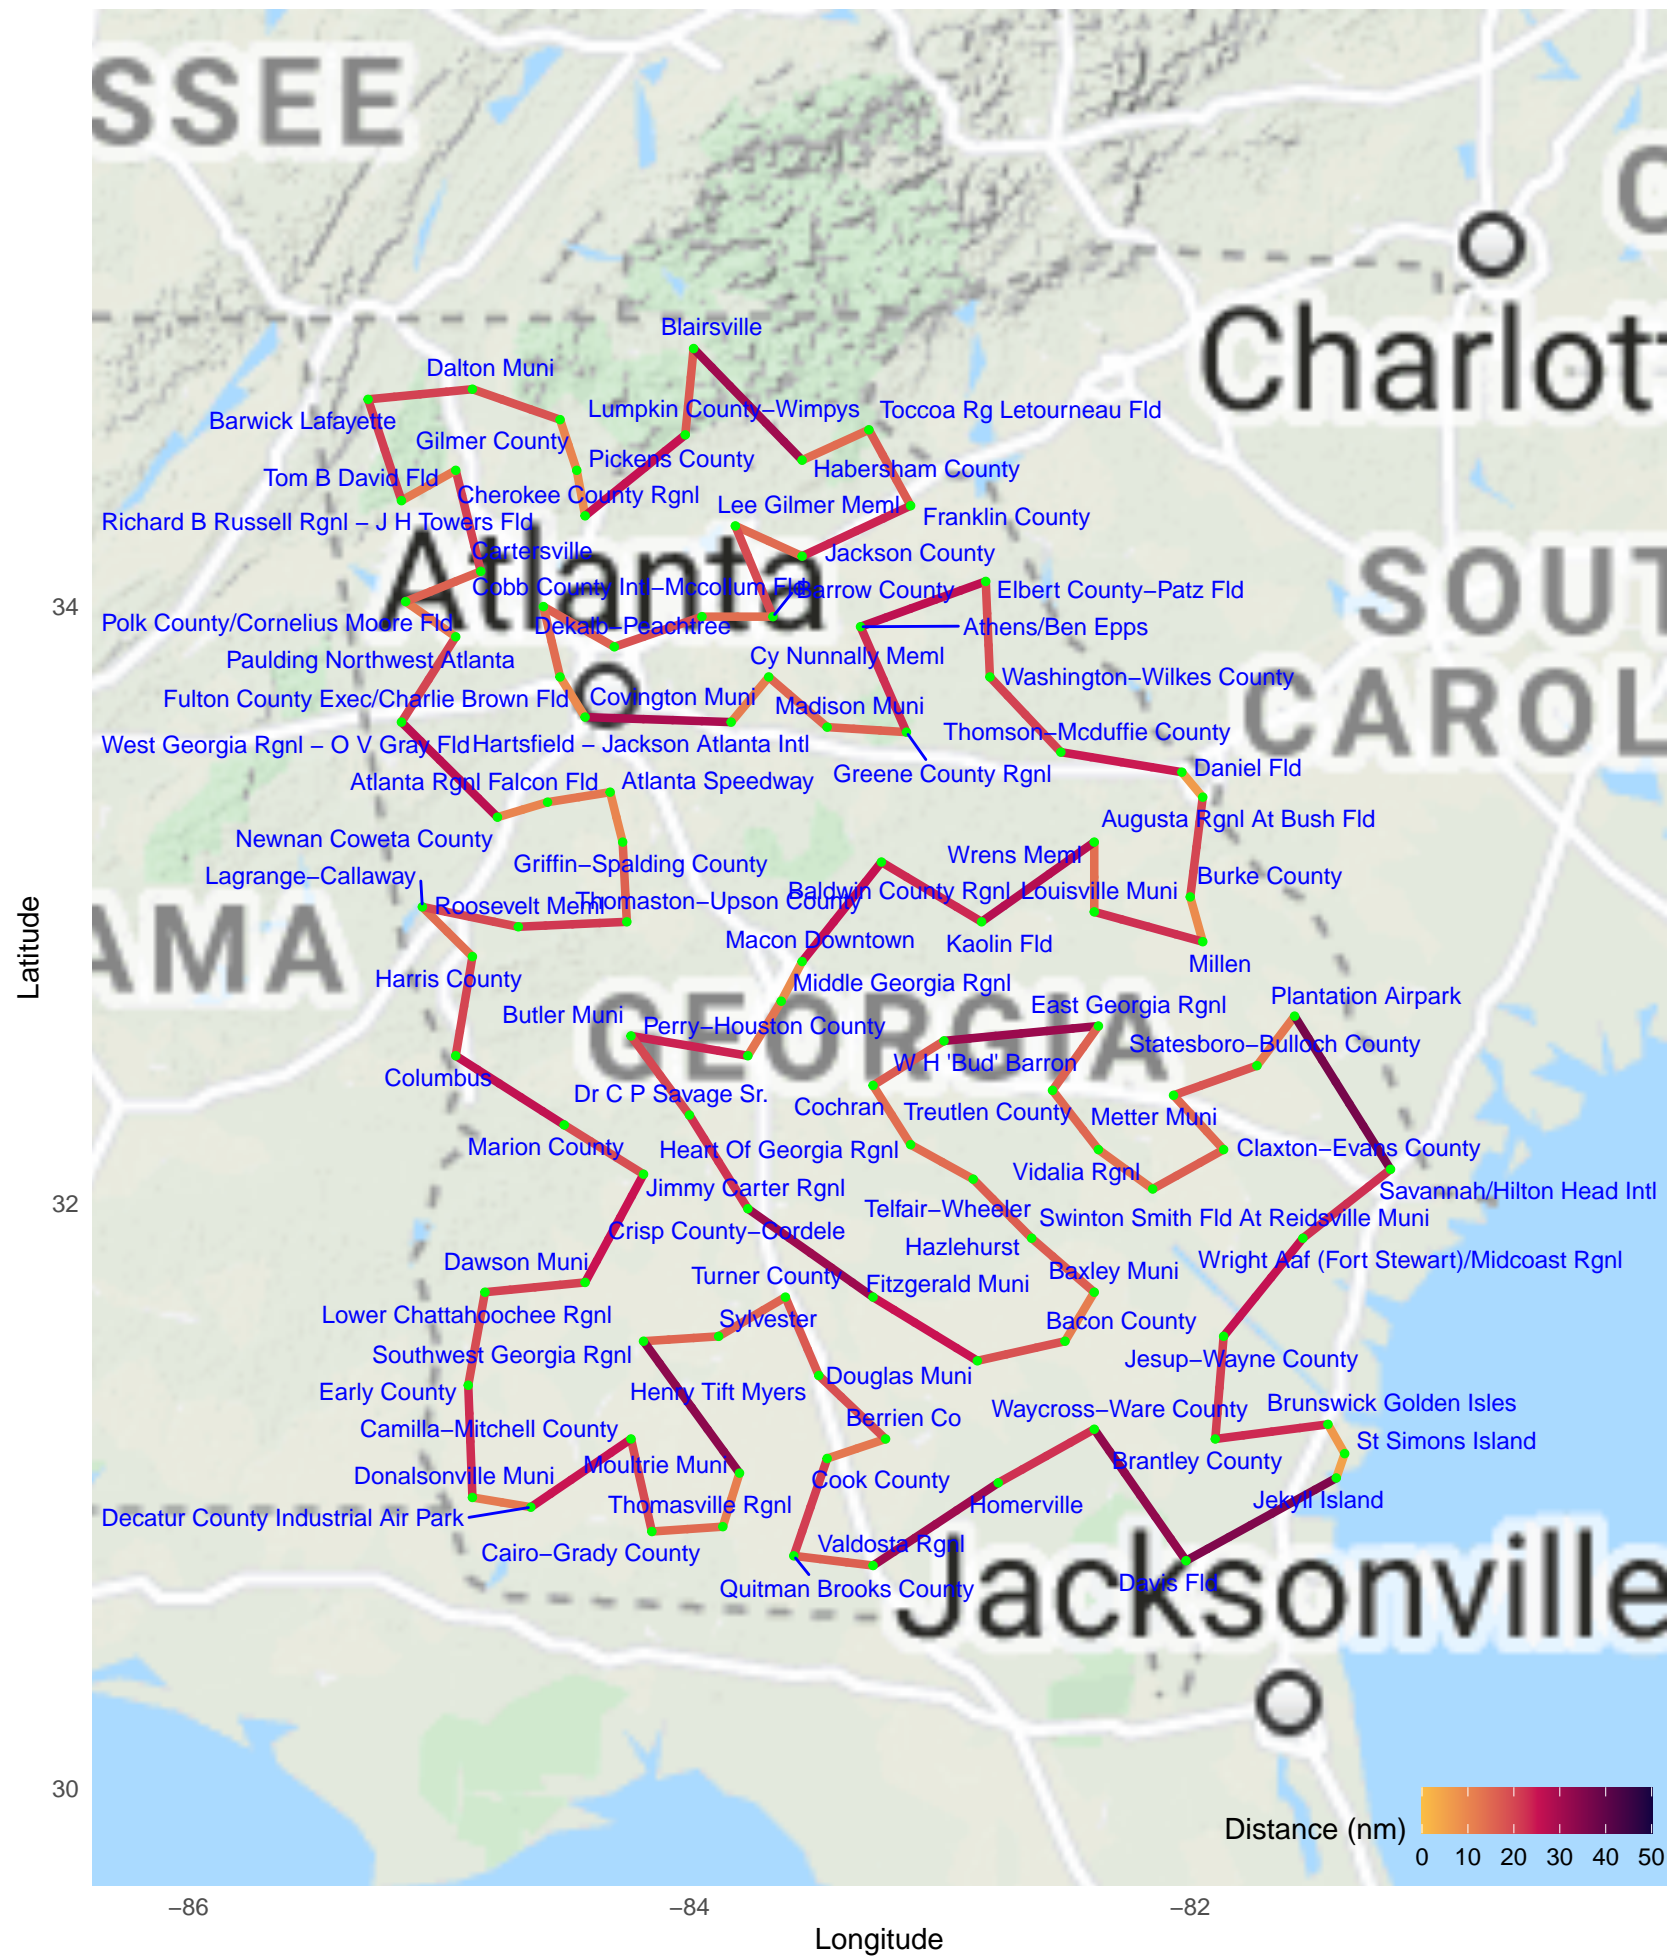 SSEE
C
Charlott
Blairsville
Dalton Muni
Lumpkin County−Wimpys
Toccoa Rg Letourneau Fld
Barwick Lafayette
Gilmer County
Pickens County
Habersham County
Tom B David Fld
Cherokee County Rgnl
Lee Gilmer Meml
Franklin County
Richard B Russell Rgnl − J H Towers Fld
Atlanta
Cartersville
Jackson County
SOUT
Cobb County Intl−Mccollum Fld
Barrow County
Elbert County−Patz Fld
34
Polk County/Cornelius Moore Fld
Dekalb−Peachtree
Athens/Ben Epps
Paulding Northwest Atlanta
Cy Nunnally Meml
Washington−Wilkes County
CAROL
Fulton County Exec/Charlie Brown Fld
Covington Muni
Madison Muni
Thomson−Mcduffie County
West Georgia Rgnl − O V Gray Fld
Hartsfield − Jackson Atlanta Intl
Greene County Rgnl
Daniel Fld
Atlanta Rgnl Falcon Fld
Atlanta Speedway
Augusta Rgnl At Bush Fld
Newnan Coweta County
Griffin−Spalding County
Wrens Meml
Lagrange−Callaway
Baldwin County Rgnl
Louisville Muni
Burke County
Roosevelt Meml
Thomaston−Upson County
AMA
Macon Downtown
Kaolin Fld
Millen
Harris County
Middle Georgia Rgnl
GEORGIA
Butler Muni
Perry−Houston County
East Georgia Rgnl
Plantation Airpark
Statesboro−Bulloch County
Columbus
W H 'Bud' Barron
Dr C P Savage Sr.
Cochran
Treutlen County
Metter Muni
Marion County
Heart Of Georgia Rgnl
Claxton−Evans County
Vidalia Rgnl
Jimmy Carter Rgnl
Savannah/Hilton Head Intl
32
Telfair−Wheeler
Swinton Smith Fld At Reidsville Muni
Crisp County−Cordele
Hazlehurst
Wright Aaf (Fort Stewart)/Midcoast Rgnl
Dawson Muni
Turner County
Fitzgerald Muni
Baxley Muni
Lower Chattahoochee Rgnl
Sylvester
Bacon County
Southwest Georgia Rgnl
Jesup−Wayne County
Early County
Henry Tift Myers
Douglas Muni
Camilla−Mitchell County
Berrien Co
Waycross−Ware County
Brunswick Golden Isles
St Simons Island
Donalsonville Muni
Moultrie Muni
Cook County
Brantley County
Decatur County Industrial Air Park
Thomasville Rgnl
Homerville
Jekyll Island
Cairo−Grady County
Valdosta Rgnl
Quitman Brooks County
Davis Fld
Jacksonville
30
Distance (nm)
0 10 20 30 40 50
−86 −84 −82
Longitude
Latitude